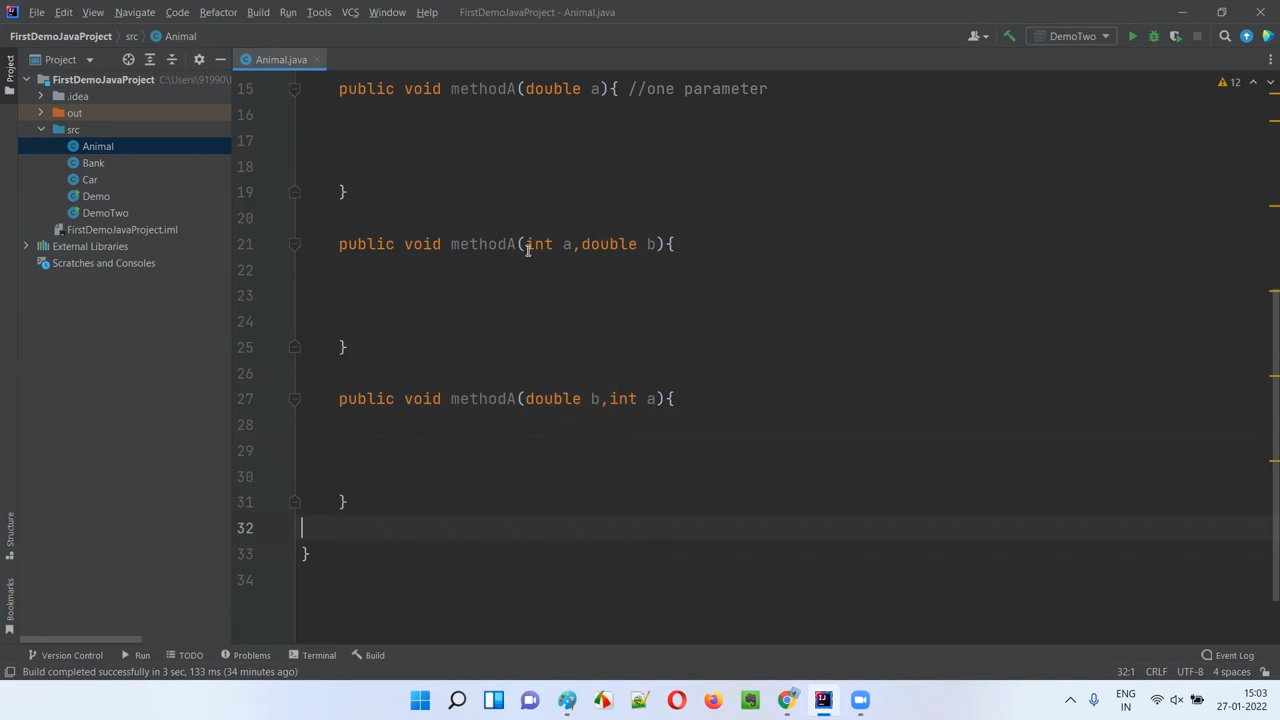 File Edit View Navigate Code Refactor Build Run Tools VCS Window Help FirstDemoJavaProject - Animal.java
FirstDemoJavaProject src Animal DemoTwo
Project Project Animal.java
FirstDemoJavaProject C:\Users\91990\
.idea
out
src
Animal
Bank
Car
Demo
DemoTwo
FirstDemoJavaProject.iml
External Libraries
Scratches and Consoles
12
15 public void methodA(double a){ //one parameter
16
17
18
19 }
20
21 public void methodA(int a,double b){
22
23
24
25 }
26
27 public void methodA(double b,int a){
28
29
30
31 }
32
33 }
34
Structure
Bookmarks
Version Control Run TODO Problems Terminal Build Event Log
Build completed successfully in 3 sec, 133 ms (34 minutes ago) 32:1 CRLF UTF-8 4 spaces
ENG
IN
15:03
27-01-2022